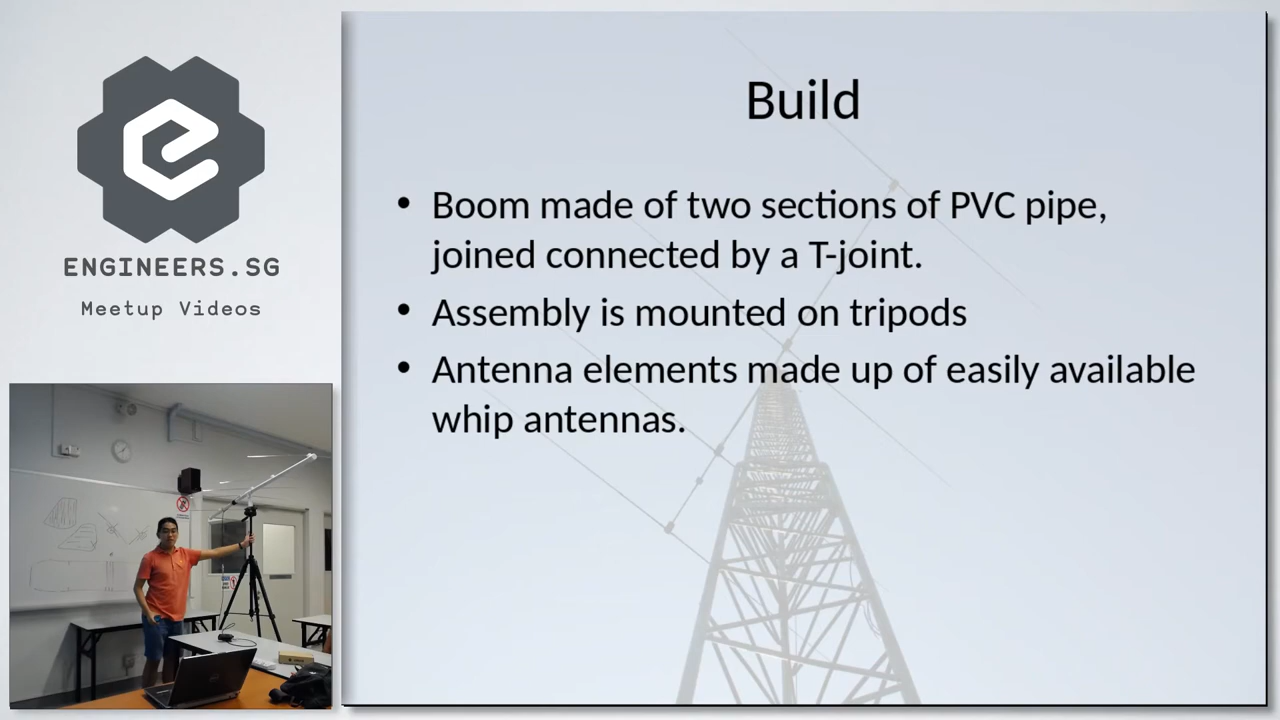 ENGINEERS.SG
Meetup Videos
Build
• Boom made of two sections of PVC pipe,
joined connected by a T-joint.
• Assembly is mounted on tripods
• Antenna elements made up of easily available
whip antennas.